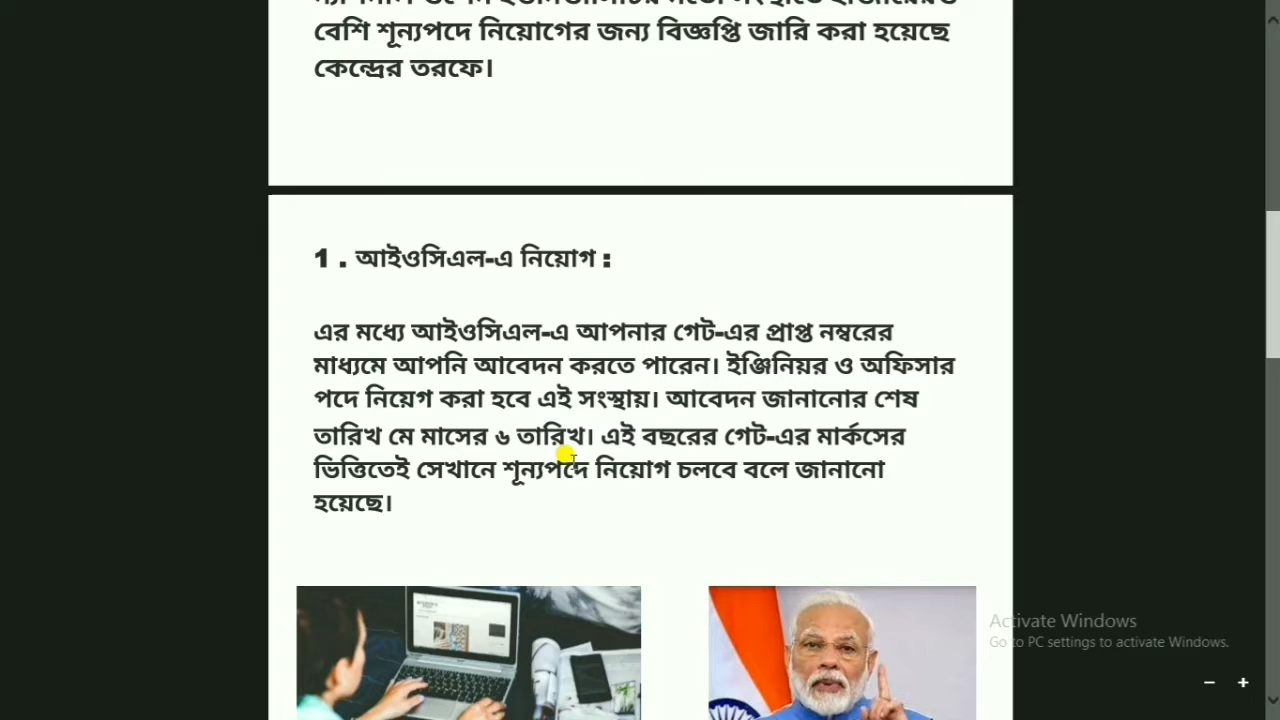 বেশি শূন্যপদে নিয়োগের জন্য বিজ্ঞপ্তি জারি করা হয়েছে
কেন্দ্রের তরফে।
1 . আইওসিএল-এ নিয়োগ :
এর মধ্যে আইওসিএল-এ আপনার গেট-এর প্রাপ্ত নম্বরের
মাধ্যমে আপনি আবেদন করতে পারেন। ইঞ্জিনিয়র ও অফিসার
পদে নিয়েগ করা হবে এই সংস্থায়। আবেদন জানানোর শেষ
তারিখ মে মাসের ৬ তারিখ। এই বছরের গেট-এর মার্কসের
ভিত্তিতেই সেখানে শূন্যপদে নিয়োগ চলবে বলে জানানো
হয়েছে।
Activate Windows
Go to PC settings to activate Windows.